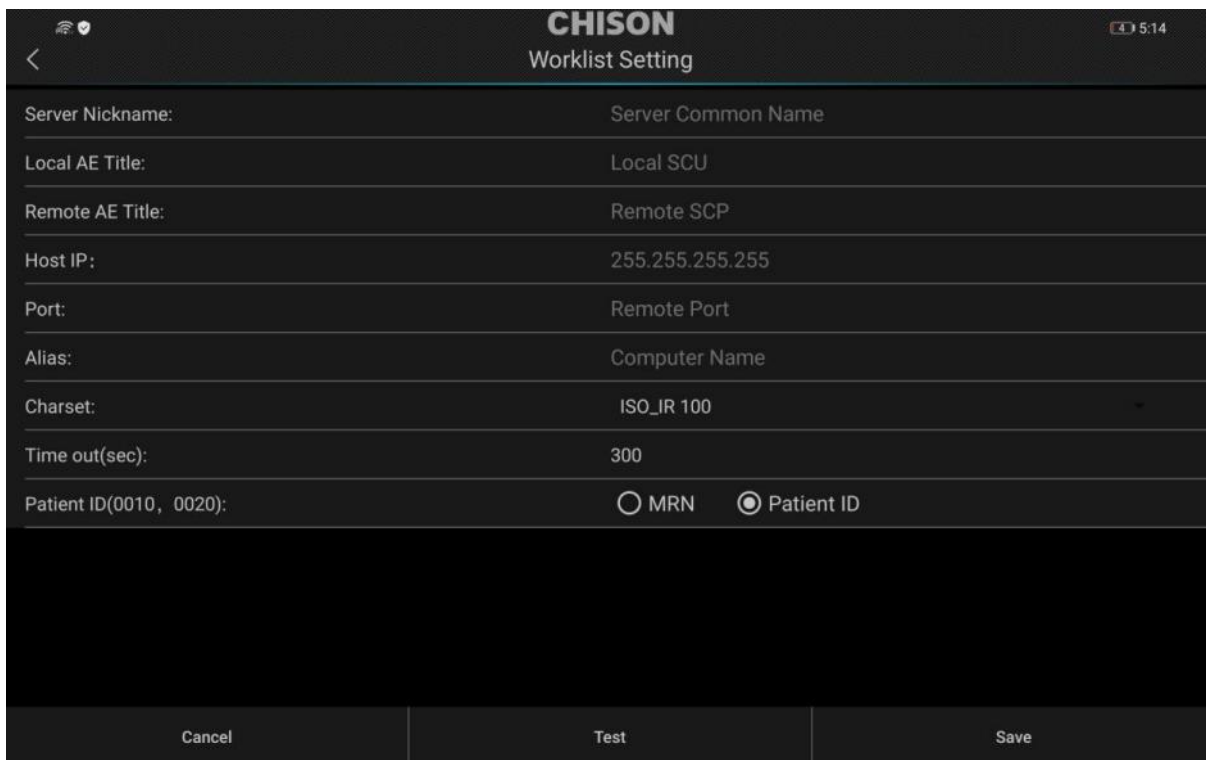 CHISON
4 5:14
Worklist Setting
Server Nickname: Server Common Name
Local AE Title: Local SCU
Remote AE Title: Remote SCP
Host IP： 255.255.255.255
Port: Remote Port
Alias: Computer Name
Charset: ISO_IR 100
Time out(sec): 300
Patient ID(0010，0020): MRN Patient ID
Cancel Test Save